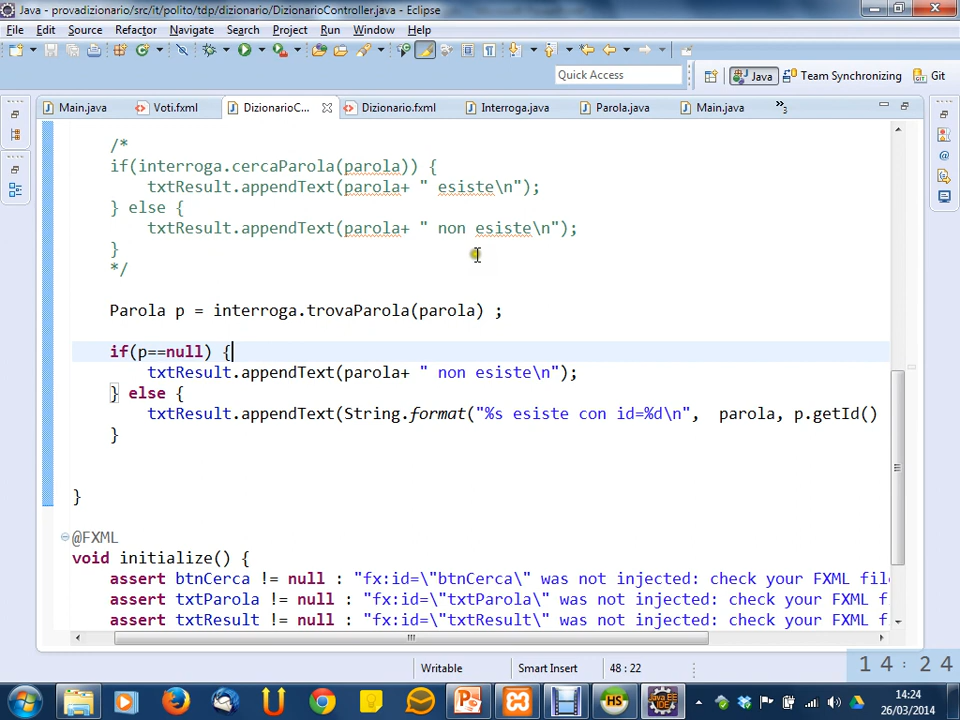 Java - provadizionario/src/it/polito/tdp/dizionario/DizionarioController.java - Eclipse
File Edit Source Refactor Navigate Search Project Run Window Help
Quick Access Java Team Synchronizing Git
Main.java Voti.fxml DizionarioC... Dizionario.fxml Interroga.java Parola.java Main.java »3
/*
if(interroga.cercaParola(parola)) {
txtResult.appendText(parola+ " esiste\n");
} else {
txtResult.appendText(parola+ " non esiste\n");
}
*/
Parola p = interroga.trovaParola(parola) ;
if(p==null) {
txtResult.appendText(parola+ " non esiste\n");
} else {
txtResult.appendText(String.format("%s esiste con id=%d\n", parola, p.getId()
}
}
@FXML
void initialize() {
assert btnCerca != null : "fx:id=\"btnCerca\" was not injected: check your FXML file
assert txtParola != null : "fx:id=\"txtParola\" was not injected: check your FXML f
assert txtResult != null : "fx:id=\"txtResult\" was not injected: check your FXML f
Writable Smart Insert 48 : 22
14:24
HS
Java EE
IDE
14:24
26/03/2014